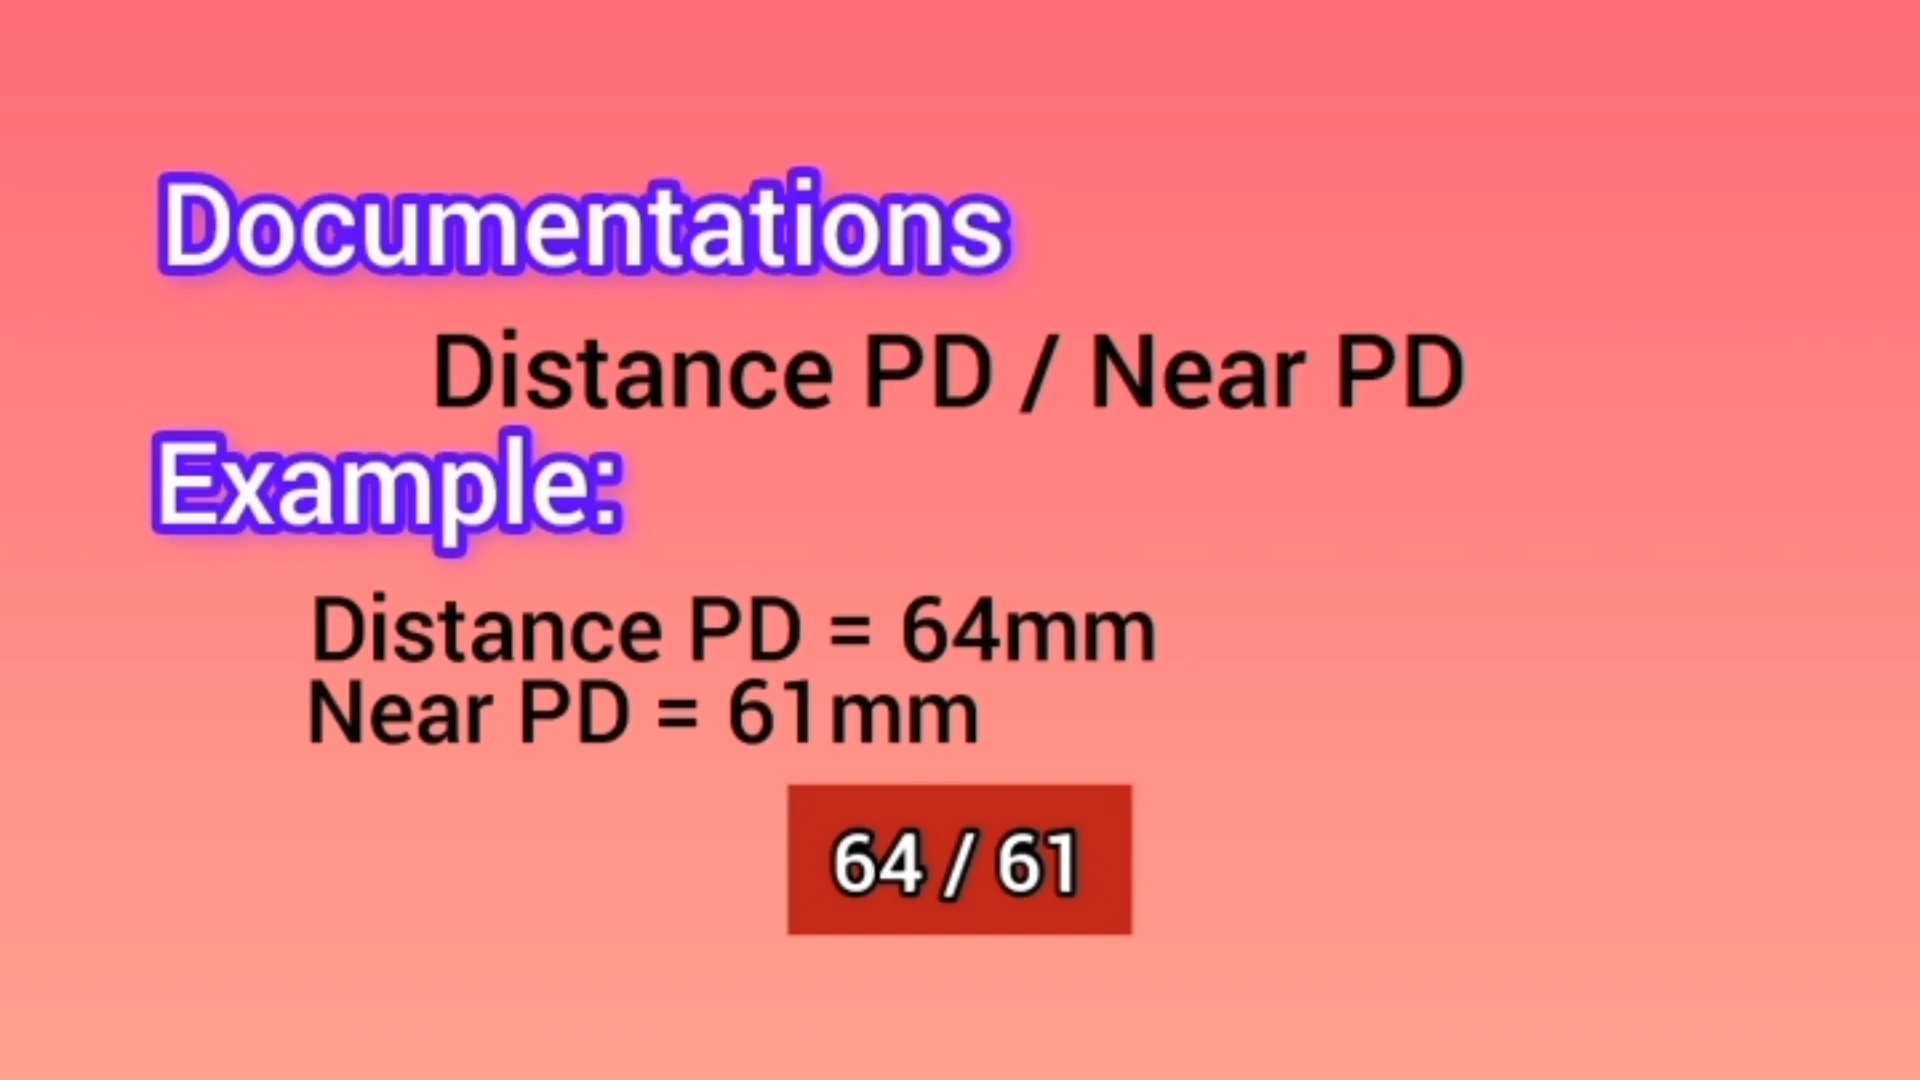 Documentations
Distance PD / Near PD
Example:
Distance PD = 64mm
Near PD = 61mm
64 / 61